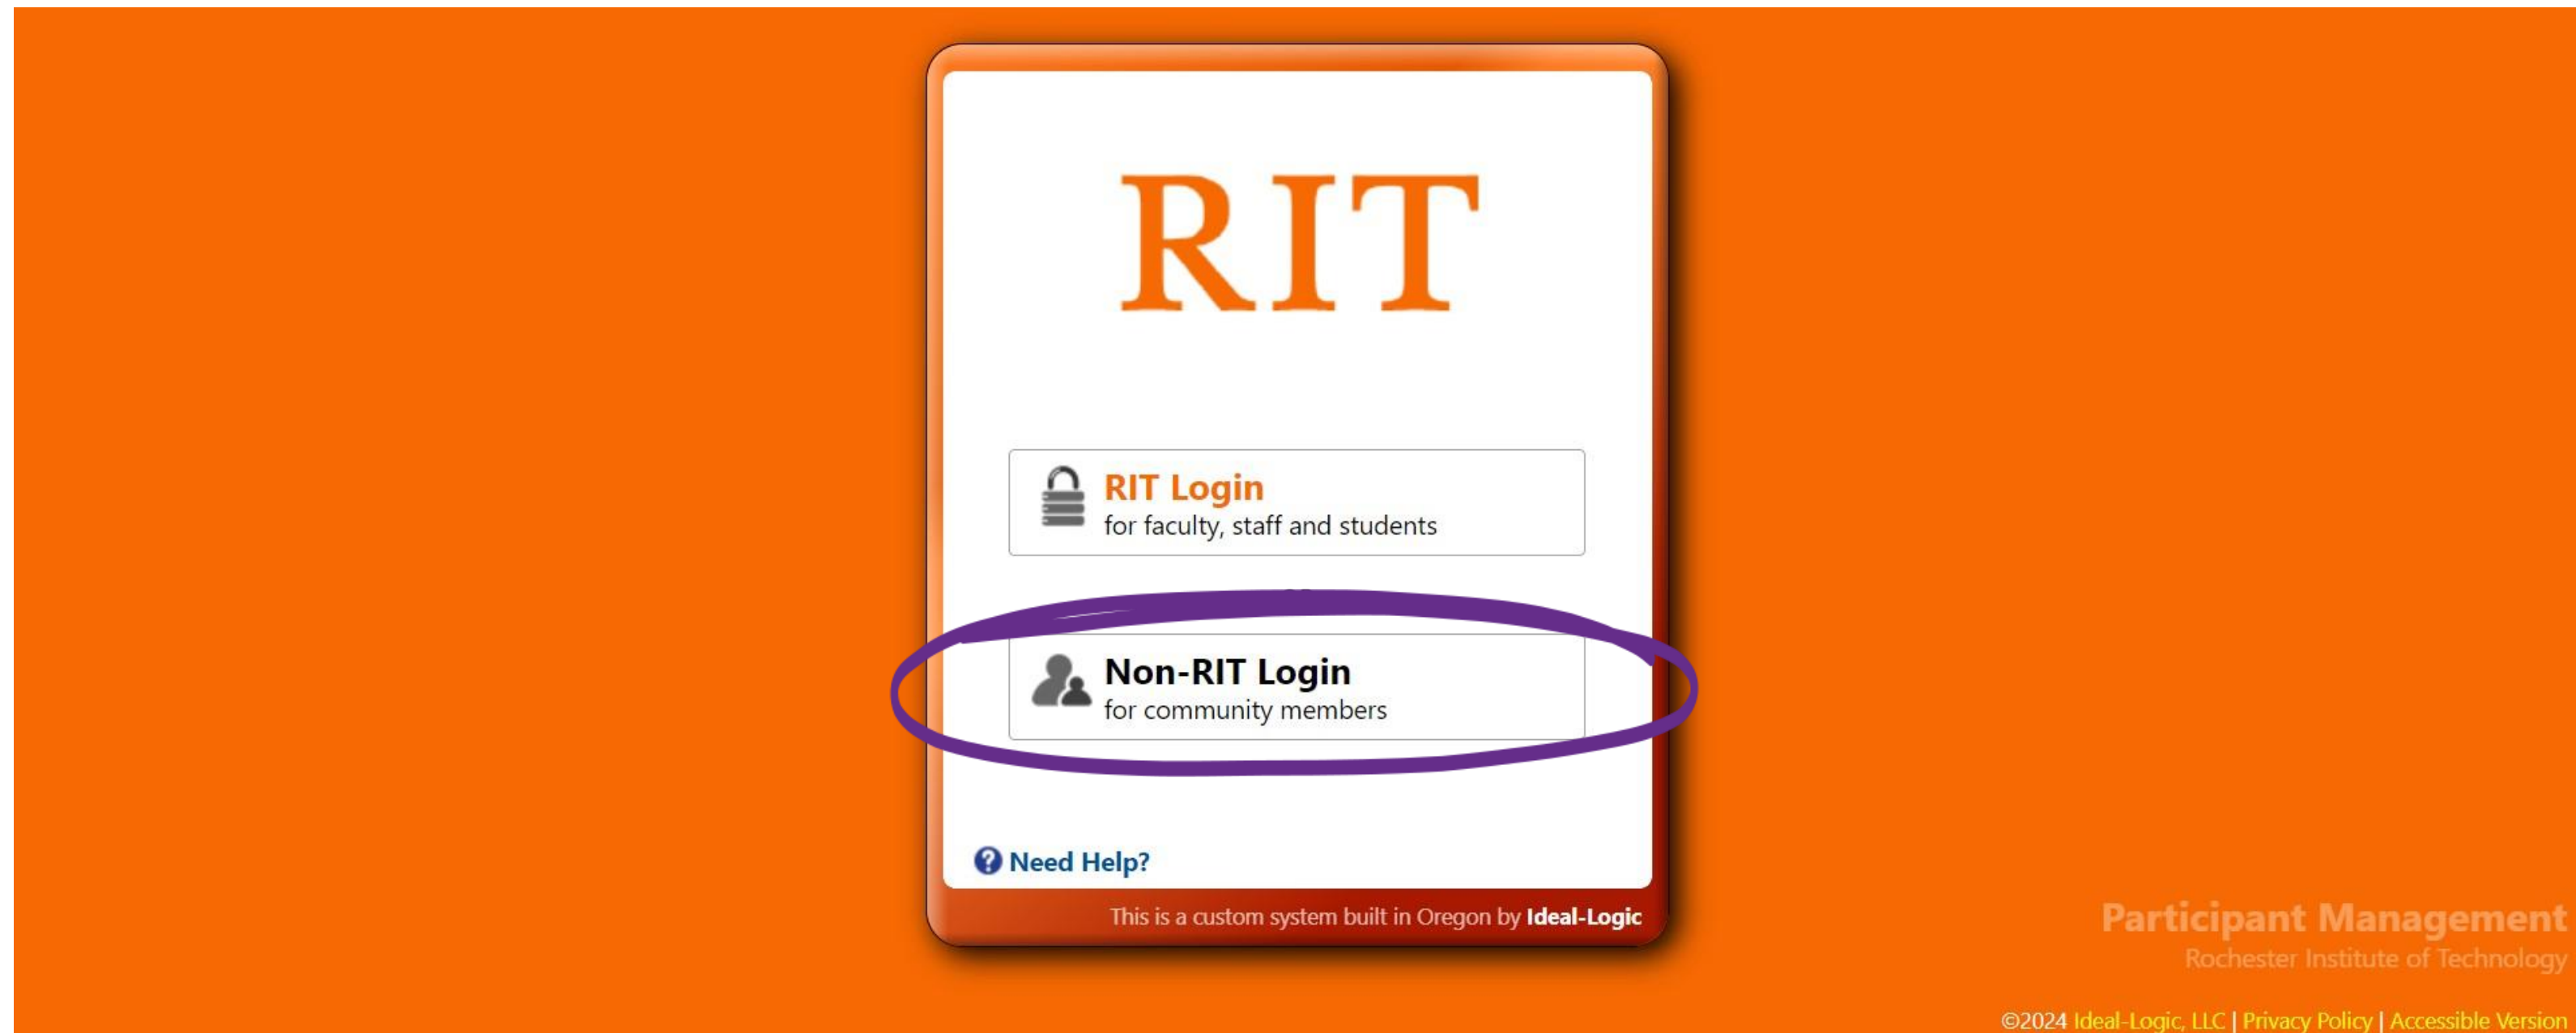 RIT
RIT Login
for faculty, staff and students
Non-RIT Login
for community members
Need Help?
This is a custom system built in Oregon by Ideal-Logic
Participant Management
Rochester Institute of Technology
©2024 Ideal-Logic, LLC | Privacy Policy | Accessible Version